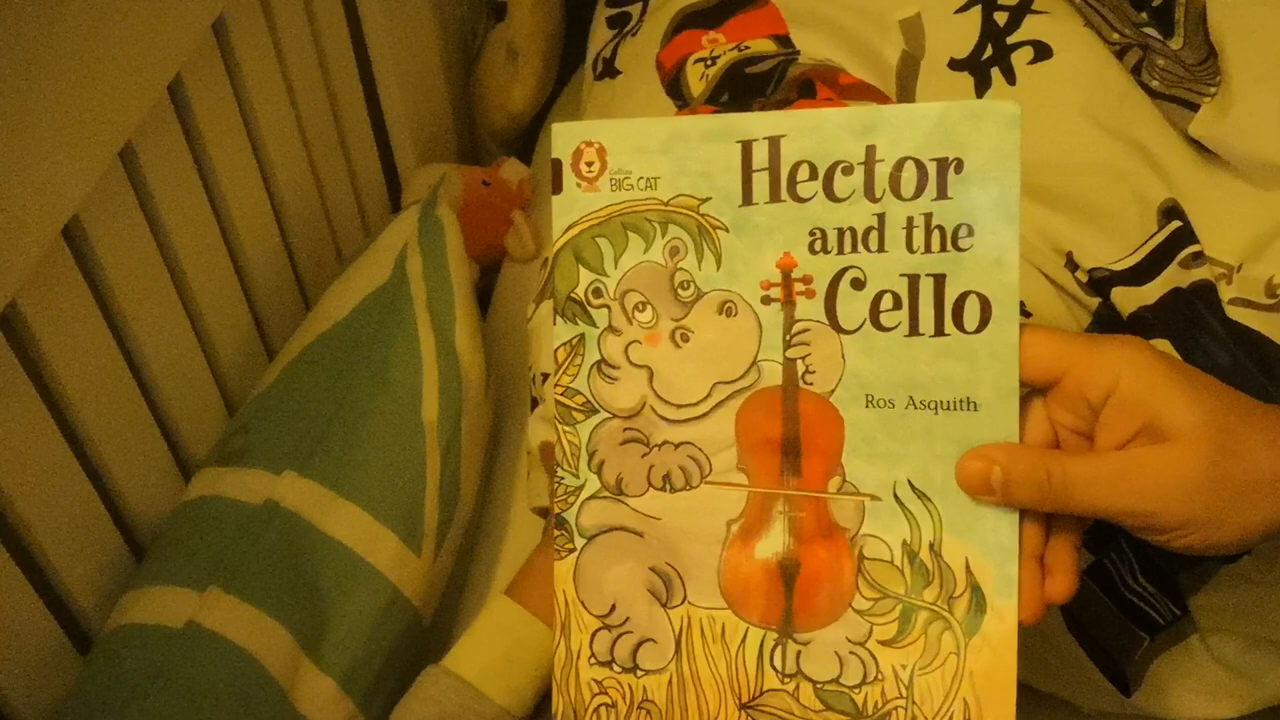 Collins
BIG CAT
Hector
and the
Cello
Ros Asquith